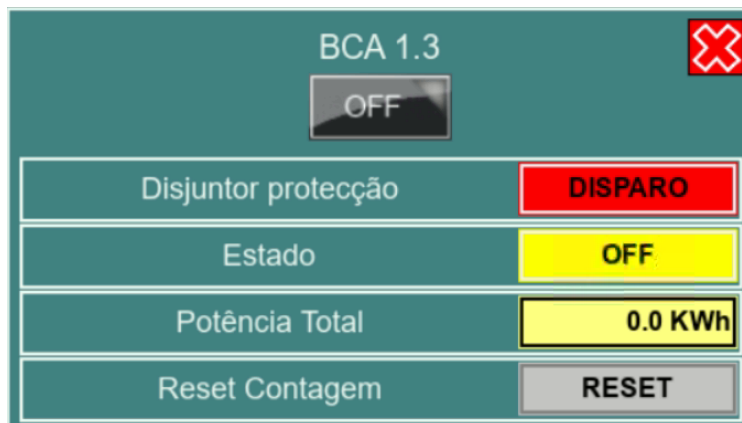 BCA 1.3
OFF
Disjuntor protecção DISPARO
Estado OFF
Potência Total 0.0 KWh
Reset Contagem RESET